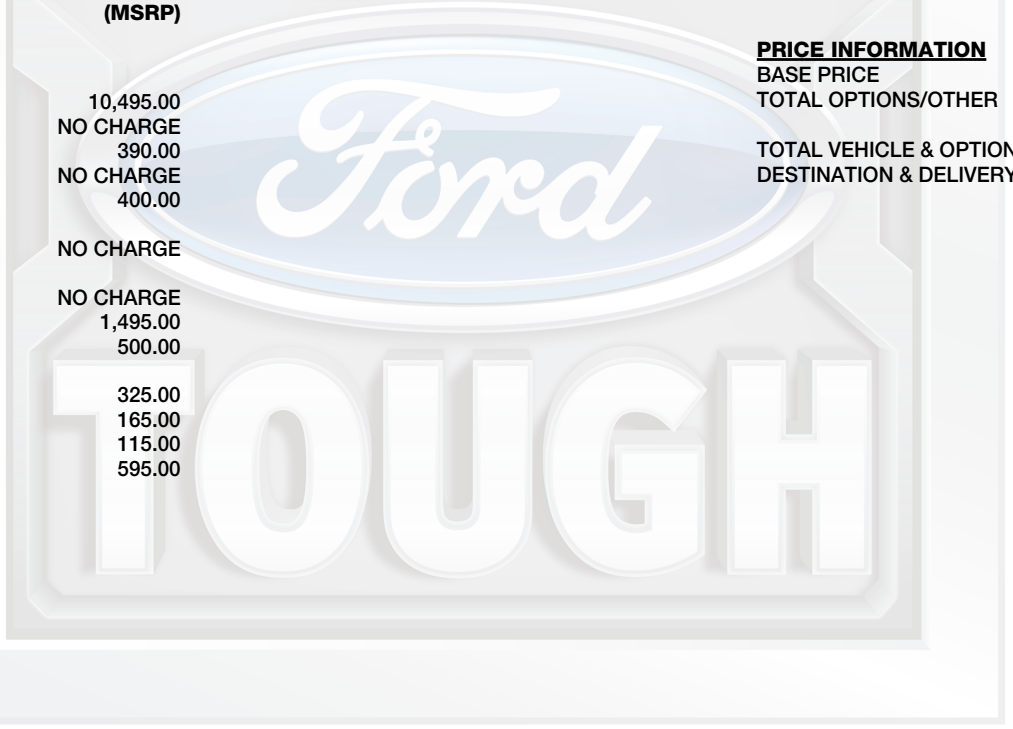 (MSRP)
10,495.00
NO CHARGE
390.00
NO CHARGE
400.00
NO CHARGE
NO CHARGE
1,495.00
500.00
325.00
165.00
115.00
595.00
PRICE INFORMATION
BASE PRICE
TOTAL OPTIONS/OTHER
TOTAL VEHICLE & OPTION
DESTINATION & DELIVERY
Ford
TOUGH